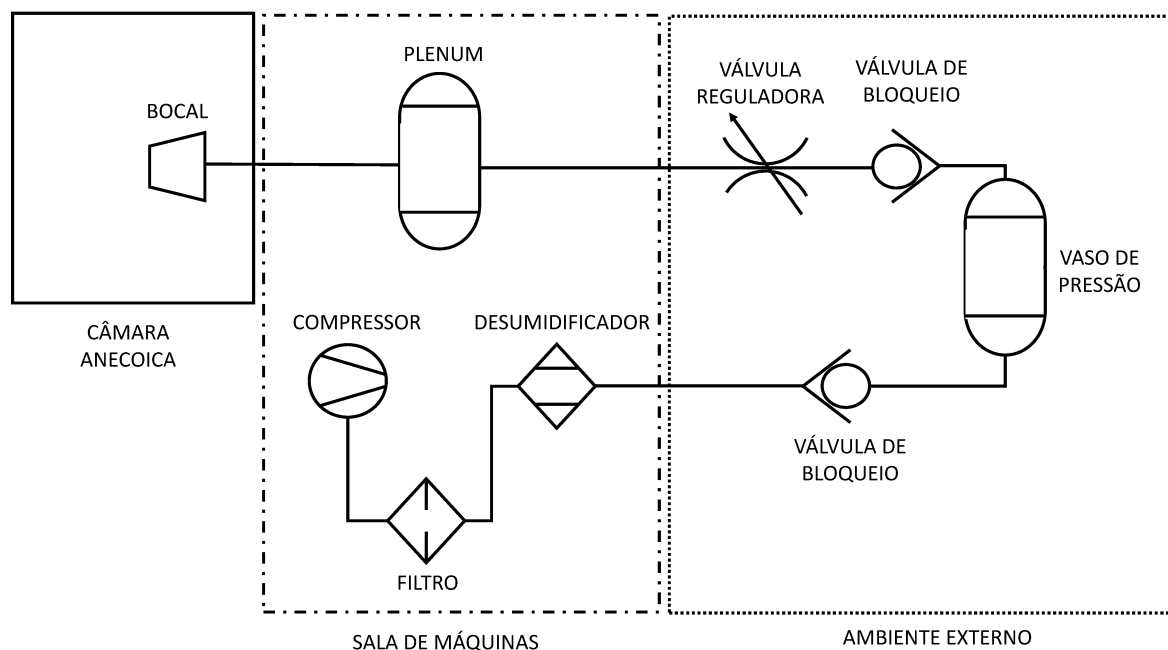 PLENUM
BOCAL
VÁLVULA
REGULADORA
VÁLVULA DE
BLOQUEIO
VASO DE
PRESSÃO
CÂMARA
ANECOICA
COMPRESSOR
DESUMIDIFICADOR
VÁLVULA DE
BLOQUEIO
FILTRO
SALA DE MÁQUINAS
AMBIENTE EXTERNO